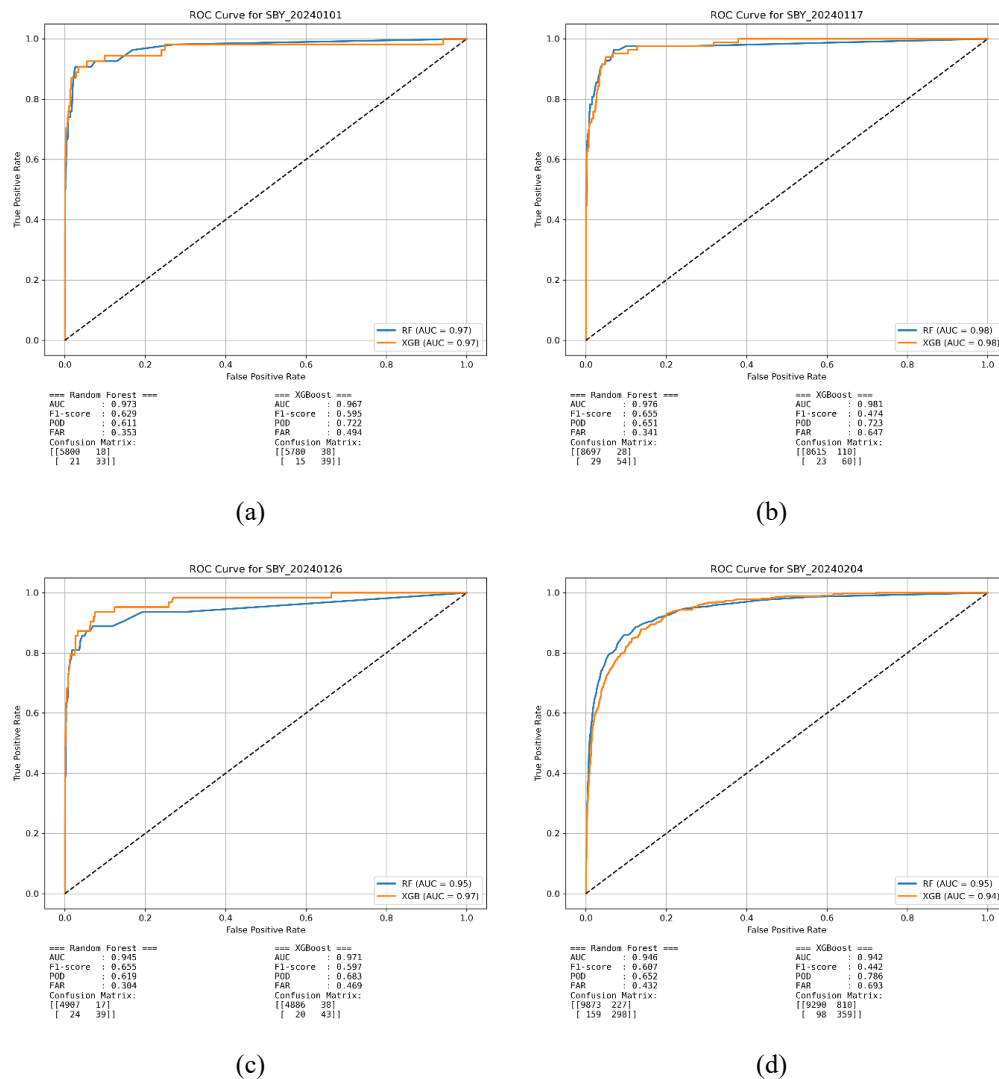 ROC Curve for SBY_20240101
1.0
0.8
0.6
0.4
0.2
0.0
True Positive Rate
0.0 0.2 0.4 0.6 0.8 1.0
False Positive Rate
RF (AUC = 0.97)
XGB (AUC = 0.97)
=== Random Forest ===
AUC : 0.973
F1-score : 0.629
POD : 0.611
FAR : 0.353
Confusion Matrix:
[[5800 18]
[ 21 33]]
=== XGBoost ===
AUC : 0.967
F1-score : 0.595
POD : 0.722
FAR : 0.494
Confusion Matrix:
[[5780 38]
[ 15 39]]
(a)
ROC Curve for SBY_20240117
1.0
0.8
0.6
0.4
0.2
0.0
True Positive Rate
0.0 0.2 0.4 0.6 0.8 1.0
False Positive Rate
RF (AUC = 0.98)
XGB (AUC = 0.98)
=== Random Forest ===
AUC : 0.976
F1-score : 0.655
POD : 0.651
FAR : 0.341
Confusion Matrix:
[[8697 28]
[ 29 54]]
=== XGBoost ===
AUC : 0.981
F1-score : 0.474
POD : 0.723
FAR : 0.647
Confusion Matrix:
[[8615 110]
[ 23 60]]
(b)
ROC Curve for SBY_20240126
1.0
0.8
0.6
0.4
0.2
0.0
True Positive Rate
0.0 0.2 0.4 0.6 0.8 1.0
False Positive Rate
RF (AUC = 0.95)
XGB (AUC = 0.97)
=== Random Forest ===
AUC : 0.945
F1-score : 0.655
POD : 0.619
FAR : 0.304
Confusion Matrix:
[[4907 17]
[ 24 39]]
=== XGBoost ===
AUC : 0.971
F1-score : 0.597
POD : 0.683
FAR : 0.469
Confusion Matrix:
[[4886 38]
[ 20 43]]
(c)
ROC Curve for SBY_20240204
1.0
0.8
0.6
0.4
0.2
0.0
True Positive Rate
0.0 0.2 0.4 0.6 0.8 1.0
False Positive Rate
RF (AUC = 0.95)
XGB (AUC = 0.94)
=== Random Forest ===
AUC : 0.946
F1-score : 0.607
POD : 0.652
FAR : 0.432
Confusion Matrix:
[[9873 227]
[ 159 298]]
=== XGBoost ===
AUC : 0.942
F1-score : 0.442
POD : 0.786
FAR : 0.693
Confusion Matrix:
[[9290 810]
[ 98 359]]
(d)